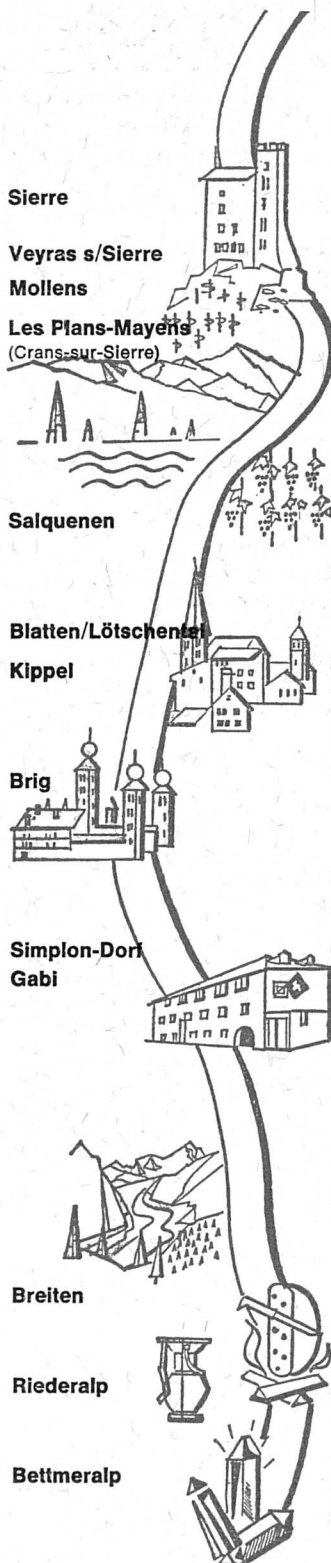 Sierre
Veyras s/Sierre
Mollens
Les Plans-Mayens
(Crans-sur-Sierre)
Salquenen
Blatten/Lötschental
Kippel
Brig
Simplon-Dorf
Gabi
Breiten
Riederalp
Bettmeralp